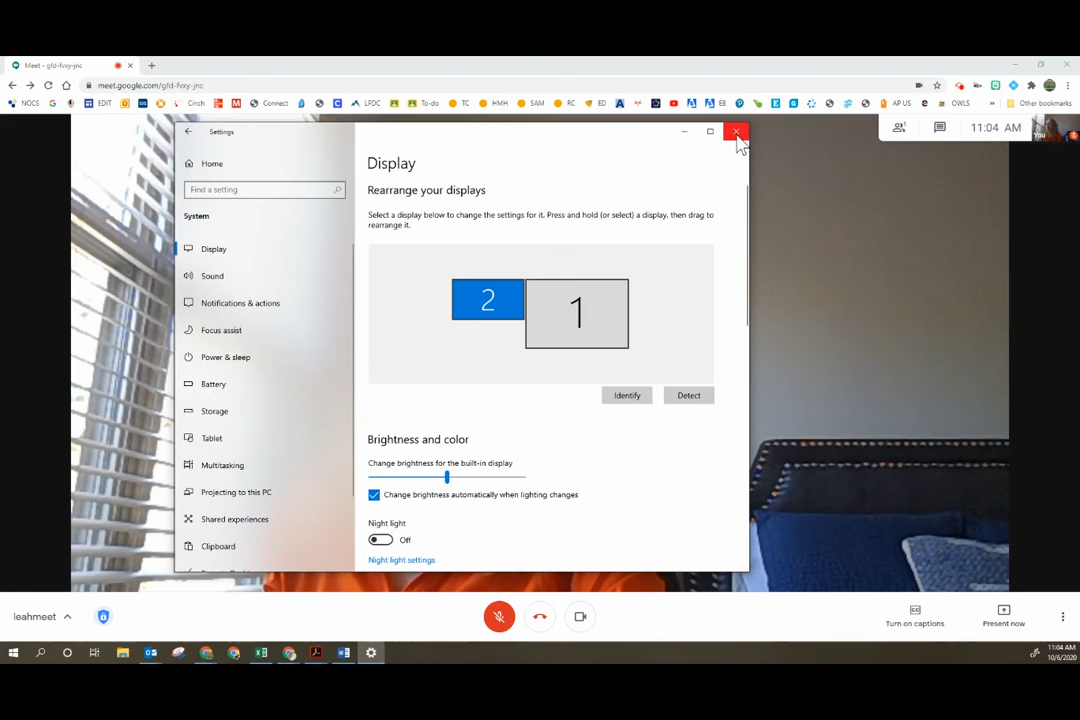 Meet - gfd-fvxy-jnc
meet.google.com/gfd-fvxy-jnc
NOCS EDIT Cinch Connect LPDC To-do TC HMH SAM RC ED EB AP US OWLS » Other bookmarks
11:04 AM
You
Settings
Home
Find a setting
System
Display
Sound
Notifications & actions
Focus assist
Power & sleep
Battery
Storage
Tablet
Multitasking
Projecting to this PC
Shared experiences
Clipboard
Display
Rearrange your displays
Select a display below to change the settings for it. Press and hold (or select) a display, then drag to
rearrange it.
2 1
Identify Detect
Brightness and color
Change brightness for the built-in display
Change brightness automatically when lighting changes
Night light
Off
Night light settings
leahmeet
Turn on captions
Present now
11:04 AM
10/6/2020